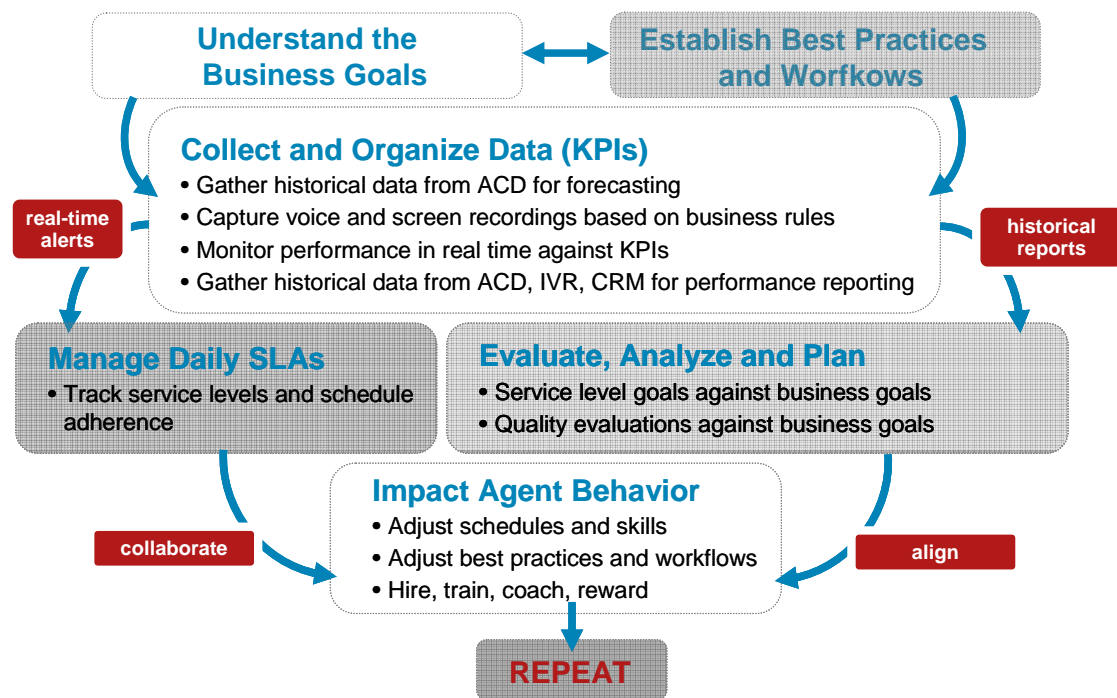 Understand the
Business Goals
Establish Best Practices
and Worfkows
Collect and Organize Data (KPIs)
• Gather historical data from ACD for forecasting
• Capture voice and screen recordings based on business rules
• Monitor performance in real time against KPIs
• Gather historical data from ACD, IVR, CRM for performance reporting
real-time
alerts
historical
reports
Manage Daily SLAs
• Track service levels and schedule
adherence
Evaluate, Analyze and Plan
• Service level goals against business goals
• Quality evaluations against business goals
Impact Agent Behavior
• Adjust schedules and skills
• Adjust best practices and workflows
• Hire, train, coach, reward
collaborate
align
REPEAT